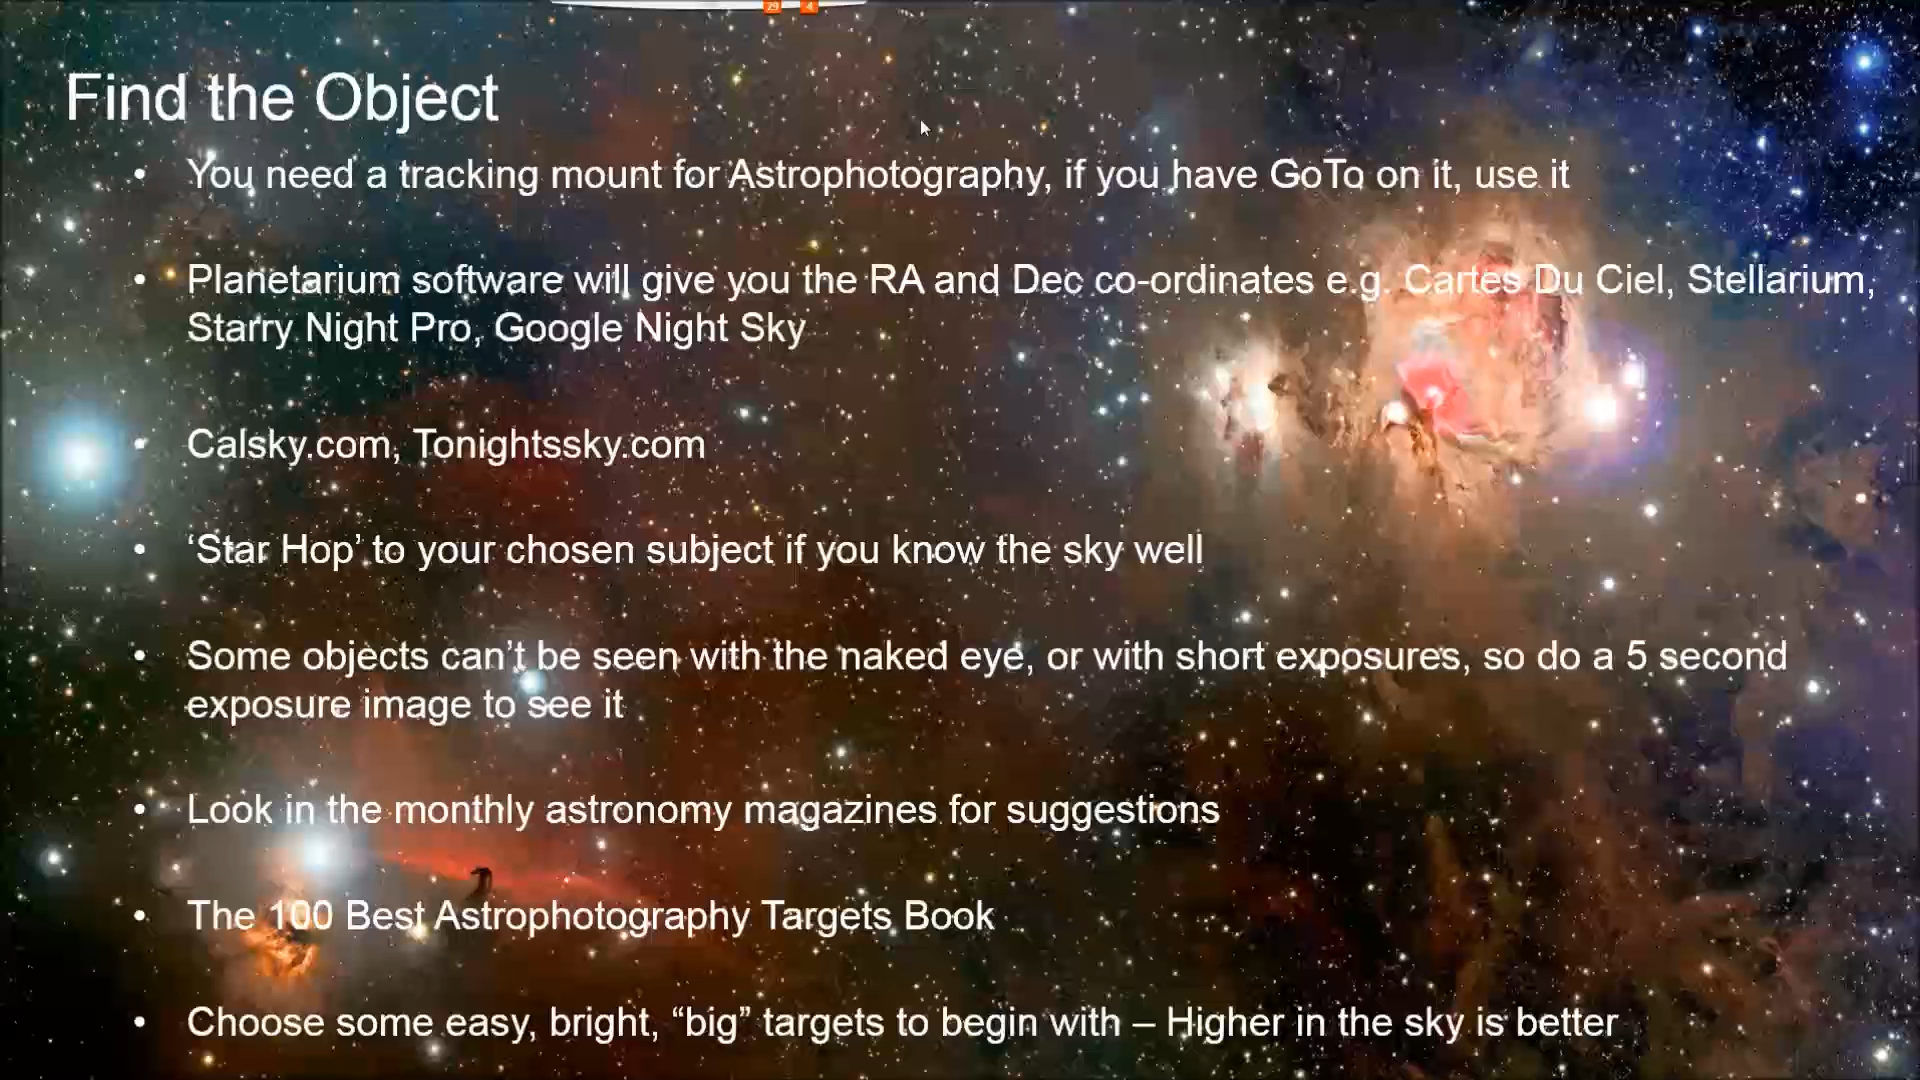 29 4
Find the Object
• You need a tracking mount for Astrophotography, if you have GoTo on it, use it
• Planetarium software will give you the RA and Dec co-ordinates e.g. Cartes Du Ciel, Stellarium,
Starry Night Pro, Google Night Sky
• Calsky.com, Tonightssky.com
• ‘Star Hop’ to your chosen subject if you know the sky well
• Some objects can’t be seen with the naked eye, or with short exposures, so do a 5 second
exposure image to see it
• Look in the monthly astronomy magazines for suggestions
• The 100 Best Astrophotography Targets Book
• Choose some easy, bright, “big” targets to begin with – Higher in the sky is better